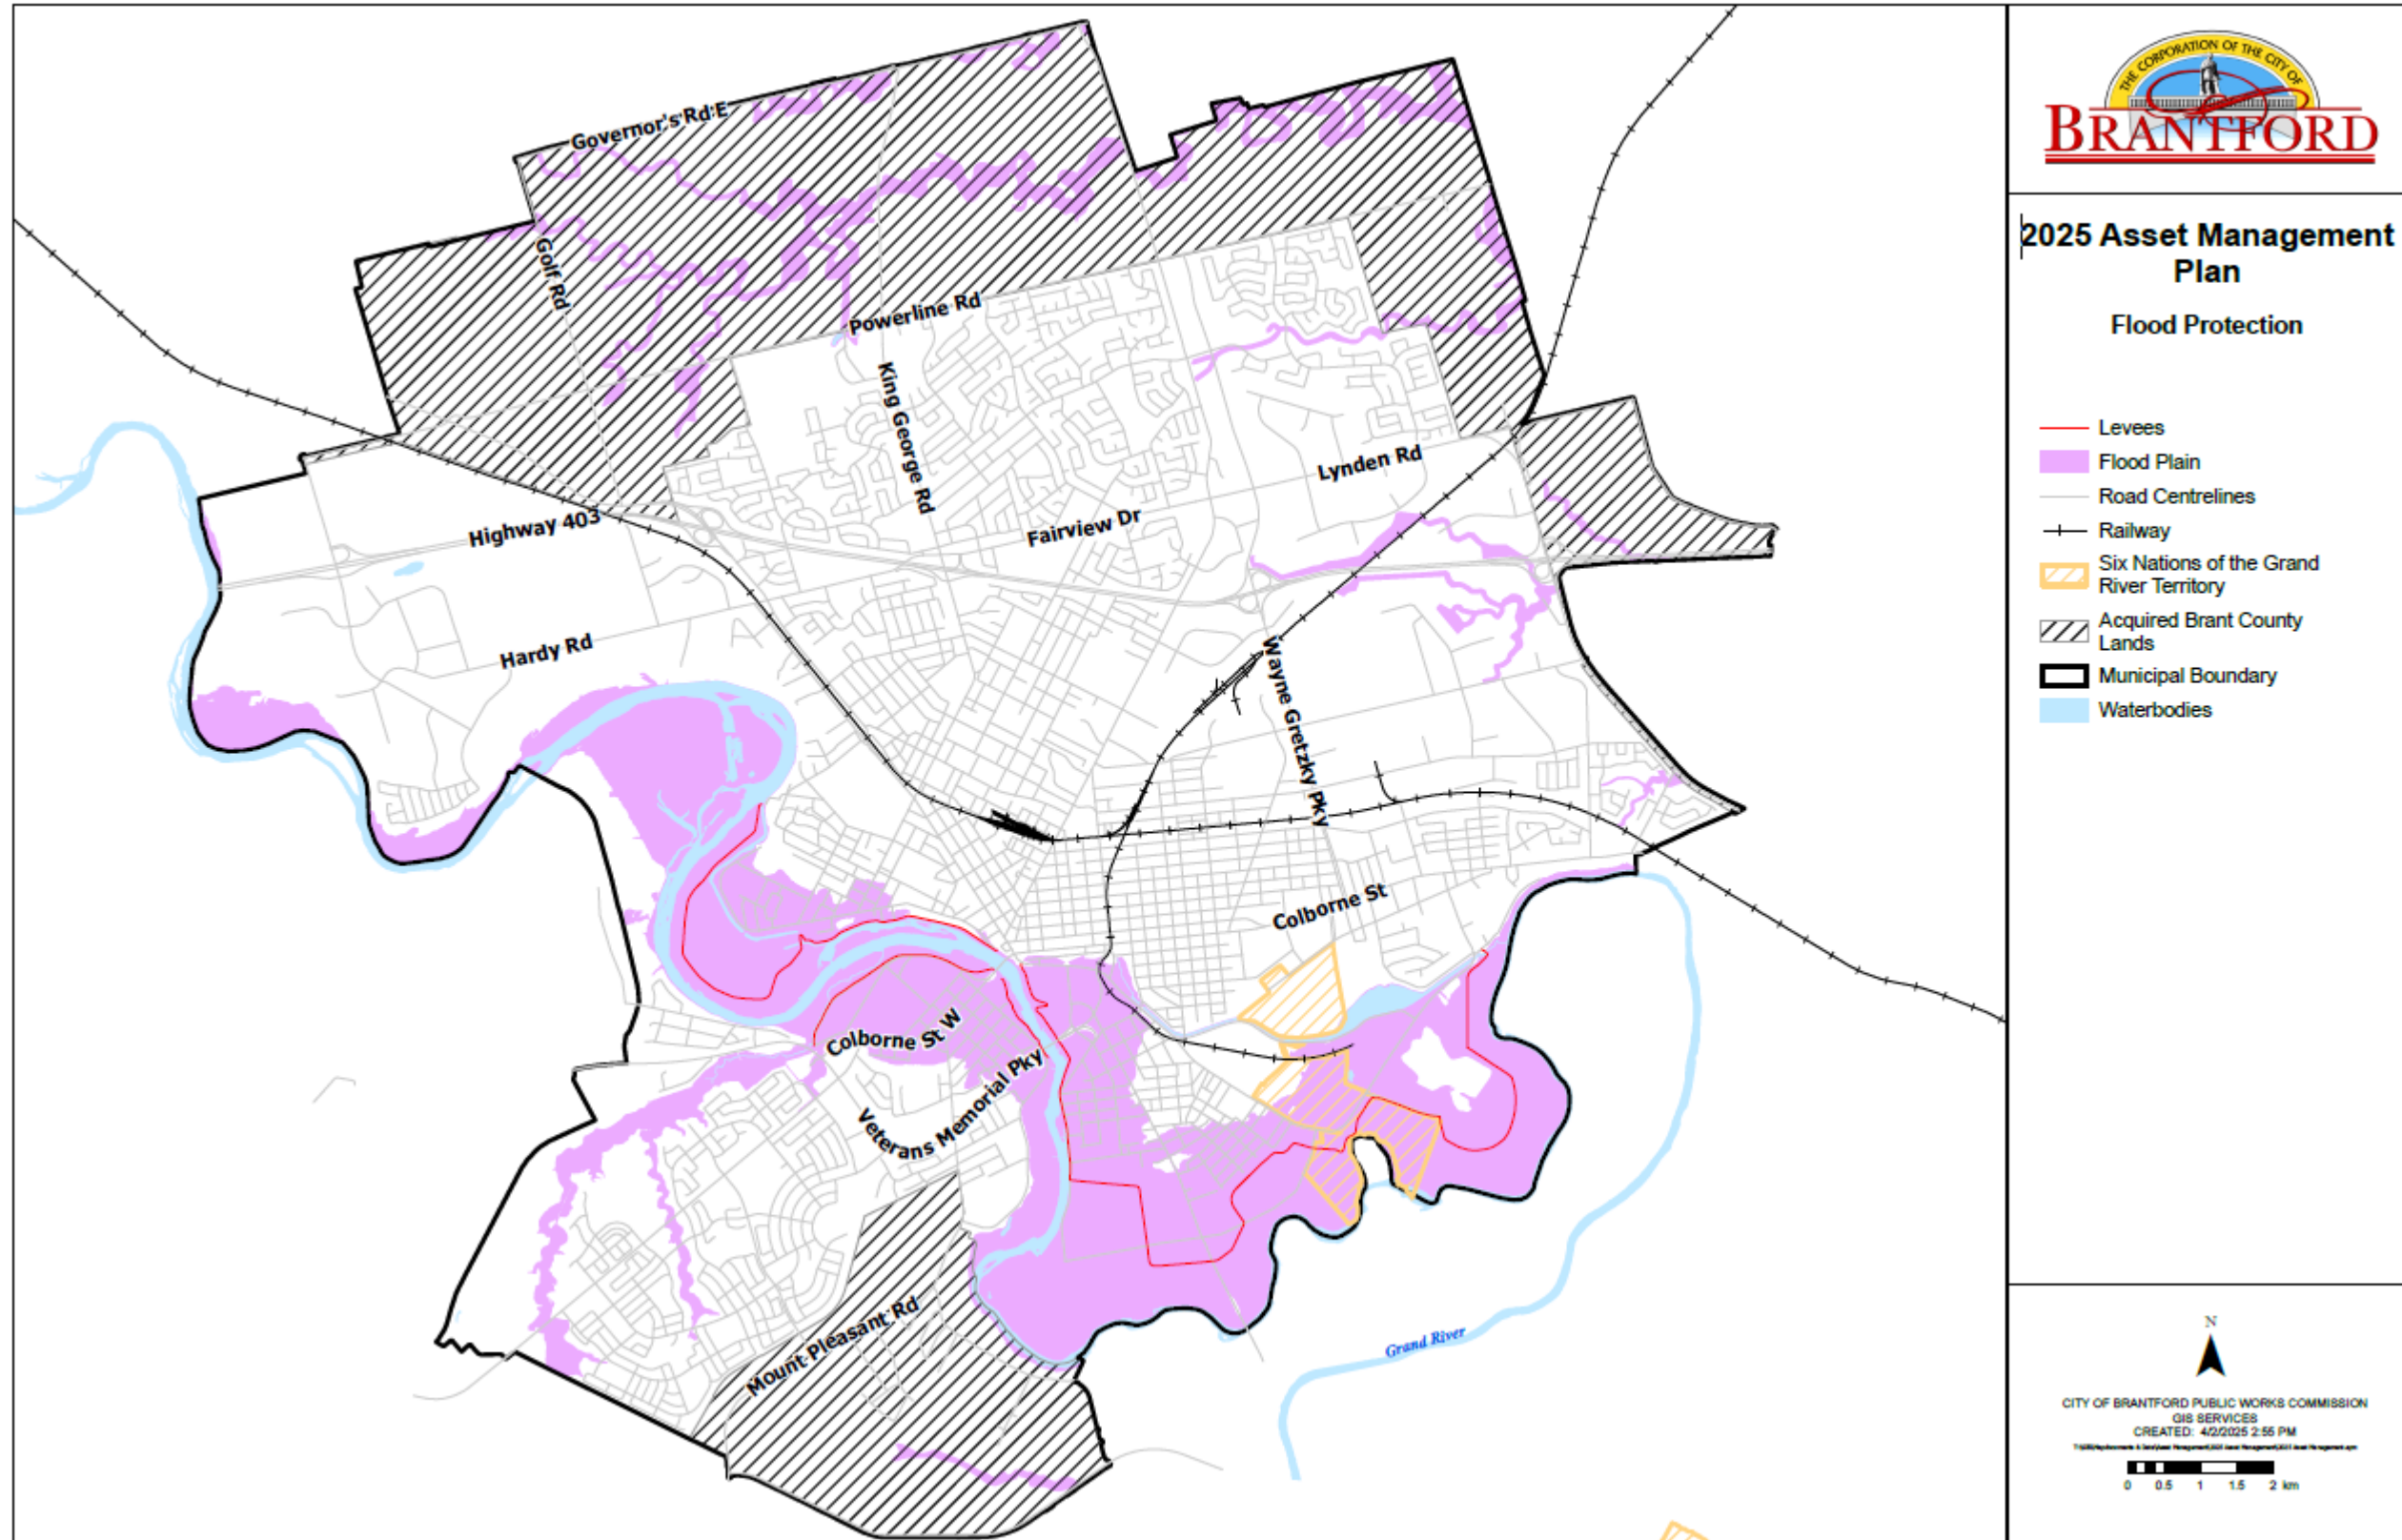 Governor's Rd E
Golf Rd
Powerline Rd
King George Rd
Lynden Rd
Fairview Dr
Highway 403
Hardy Rd
Wayne Gretzky Pky
Colborne St
Colborne St W
Veterans Memorial Pky
Mount Pleasant Rd
Grand River
THE CORPORATION OF THE CITY OF
BRANTFORD
2025 Asset Management
Plan
Flood Protection
Levees
Flood Plain
Road Centrelines
Railway
Six Nations of the Grand
River Territory
Acquired Brant County
Lands
Municipal Boundary
Waterbodies
N
CITY OF BRANTFORD PUBLIC WORKS COMMISSION
GIS SERVICES
CREATED: 4/2/2025 2:55 PM
0 0.5 1 1.5 2 km